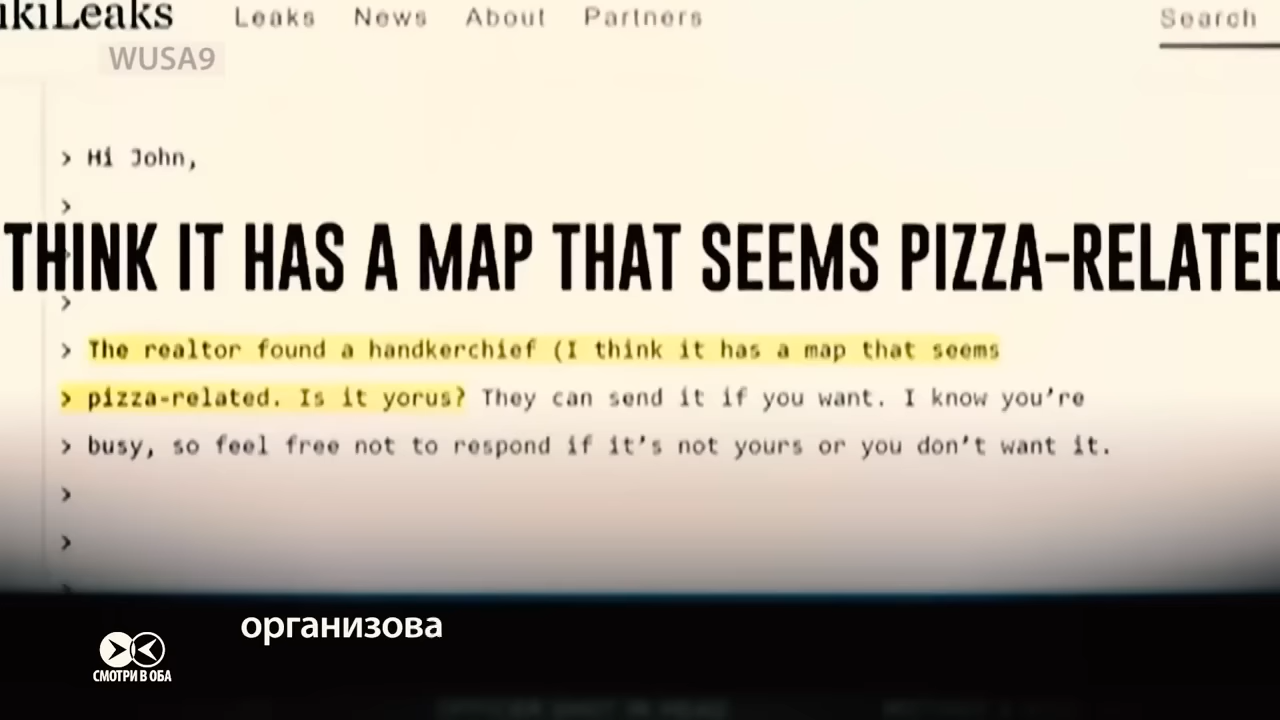 ikiLeaks Leaks News About Partners Search
WUSA9
> Hi John,
>
THINK IT HAS A MAP THAT SEEMS PIZZA-RELATED
>
> The realtor found a handkerchief (I think it has a map that seems
> pizza-related. Is it yorus? They can send it if you want. I know you're
> busy, so feel free not to respond if it's not yours or you don't want it.
>
>
организова
СМОТРИ В ОБА